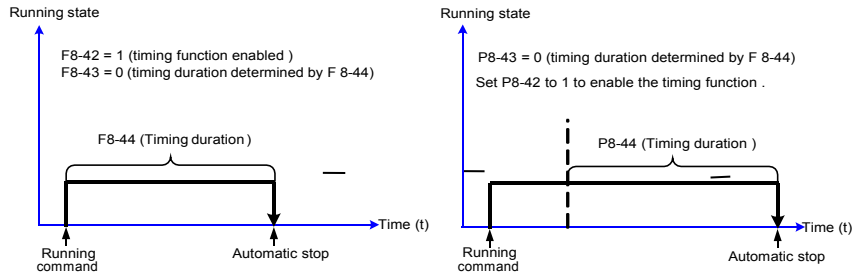 Running state
F8-42 = 1 (timing function enabled )
F8-43 = 0 (timing duration determined by F 8-44)
F8-44 (Timing duration )
Time (t)
Running
command
Automatic stop
Running state
P8-43 = 0 (timing duration determined by F 8-44)
Set P8-42 to 1 to enable the timing function .
P8-44 (Timing duration )
Time (t)
Running
command
Automatic stop